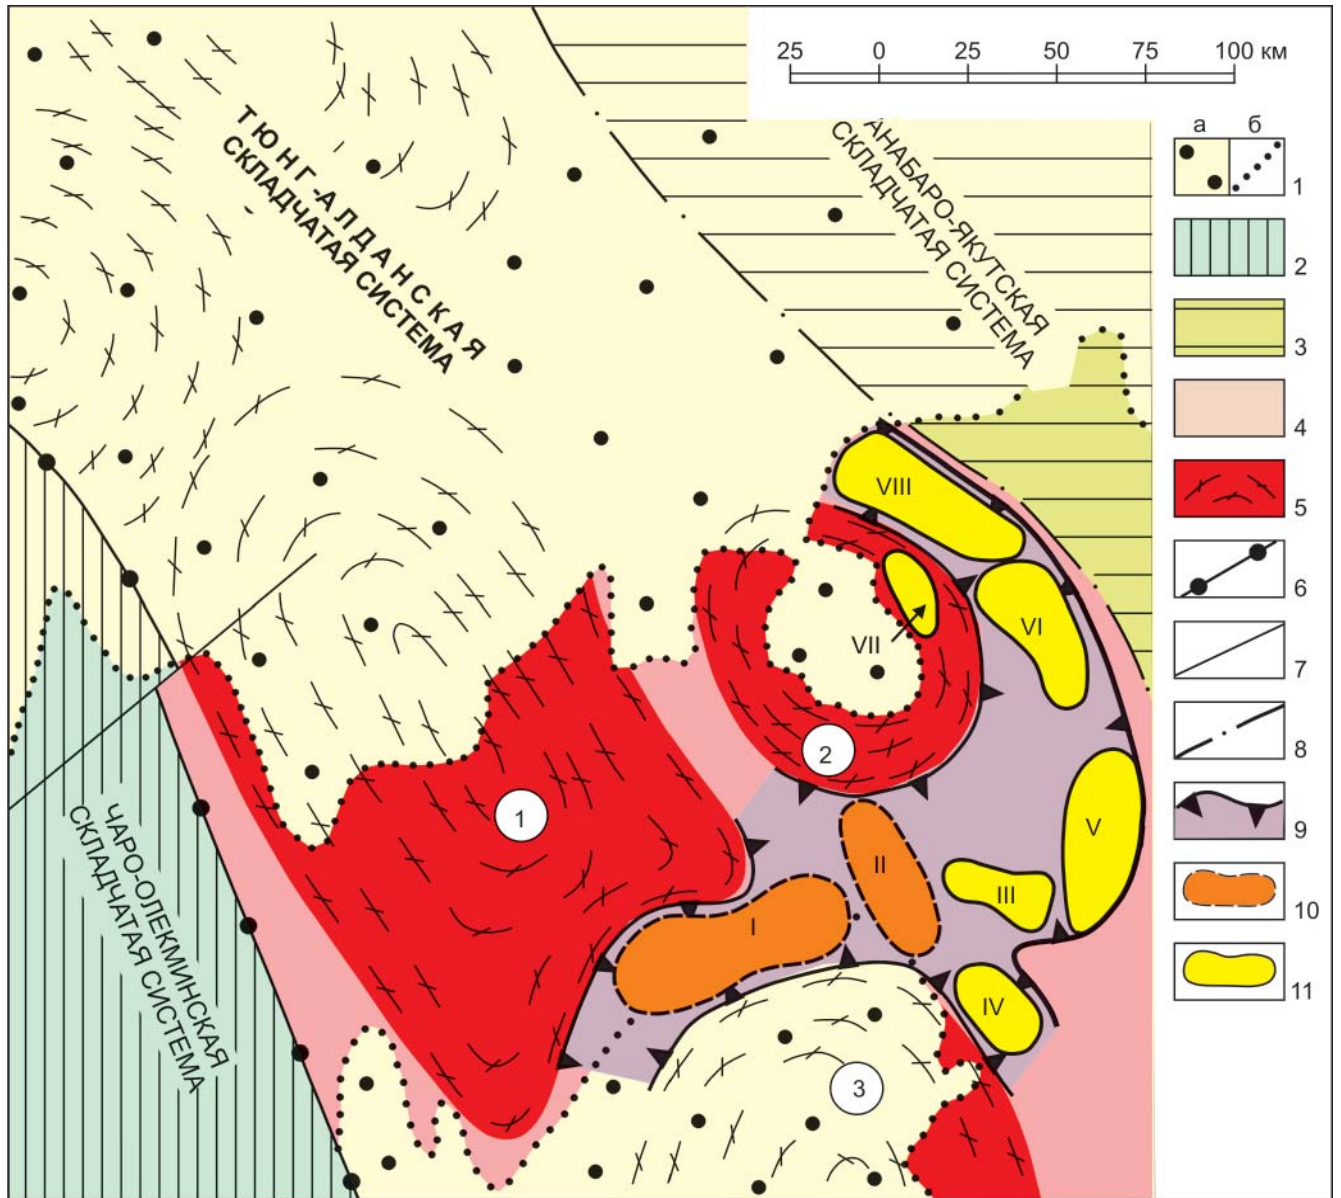 25 0 25 50 75 100 км
ТЮНГ-АЛДАНСКАЯ
СКЛАДЧАТАЯ СИСТЕМА
АНАБАРО-ЯКУТСКАЯ
СКЛАДЧАТАЯ СИСТЕМА
ЧАРО-ОЛЕКМИНСКАЯ
СКЛАДЧАТАЯ СИСТЕМА
VIII
VI
VII
V
2
1
II
III
I
IV
3
а б
1
2
3
4
5
6
7
8
9
10
11